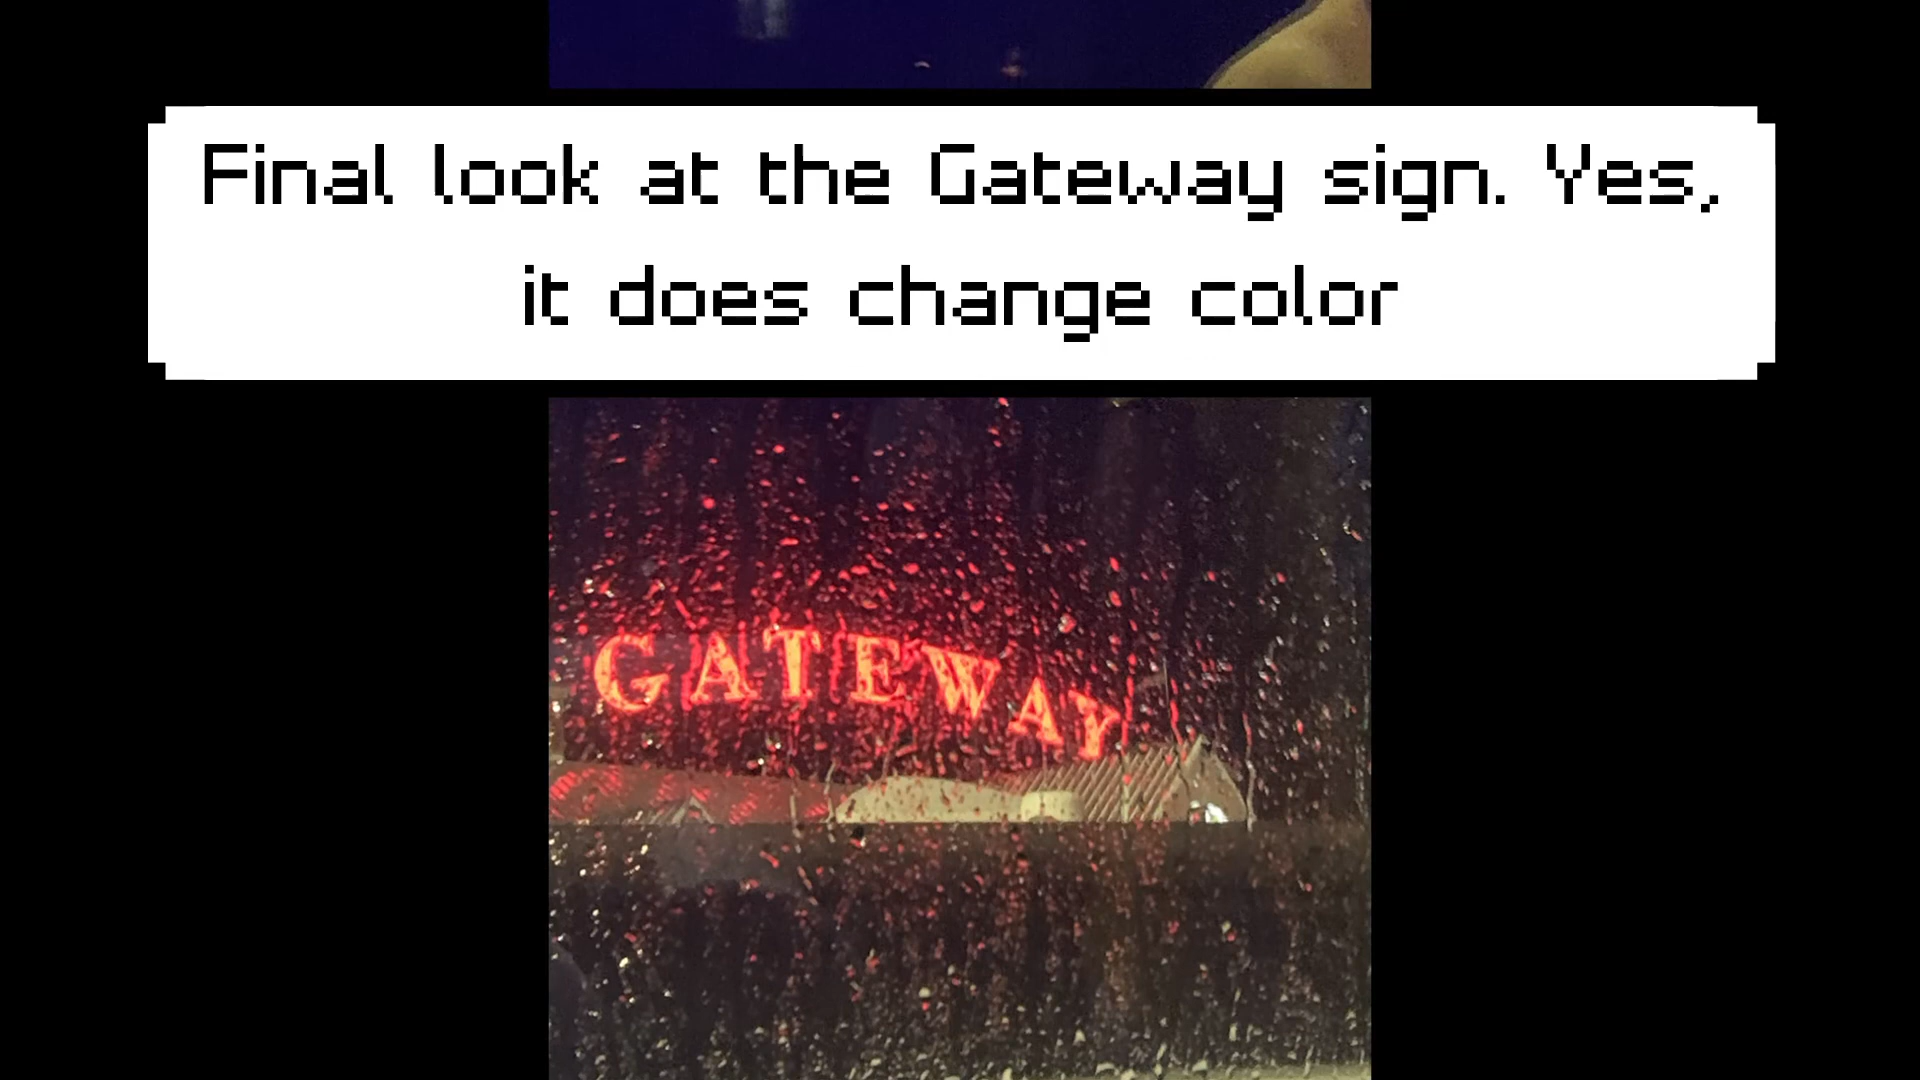 Final look at the Gateway sign. Yes,
it does change color
GATEWAY